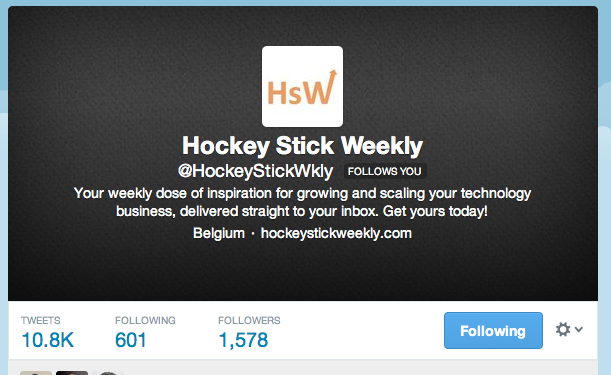 HsW
Hockey Stick Weekly
@HockeyStickWkly FOLLOWS YOU
Your weekly dose of inspiration for growing and scaling your technology
business, delivered straight to your inbox. Get yours today!
Belgium · hockeystickweekly.com
TWEETS FOLLOWING FOLLOWERS
10.8K 601 1,578
Following